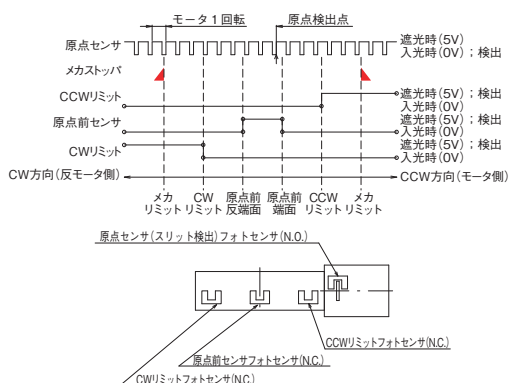 モータ1回転 原点検出点
原点センサ 遮光時(5V)
入光時(0V);検出
メカストッパ
CCWリミット 遮光時(5V);検出
入光時(0V)
原点前センサ 遮光時(5V);検出
入光時(0V)
CWリミット 遮光時(5V);検出
入光時(0V)
CW方向(反モータ側) CCW方向(モータ側)
メカ CW 原点前 原点前 CCW メカ
リミット リミット 反端面 端面 リミット リミット
原点センサ(スリット検出)フォトセンサ(N.O.)
CCWリミットフォトセンサ(N.C.)
原点前センサフォトセンサ(N.C.)
CWリミットフォトセンサ(N.C.)